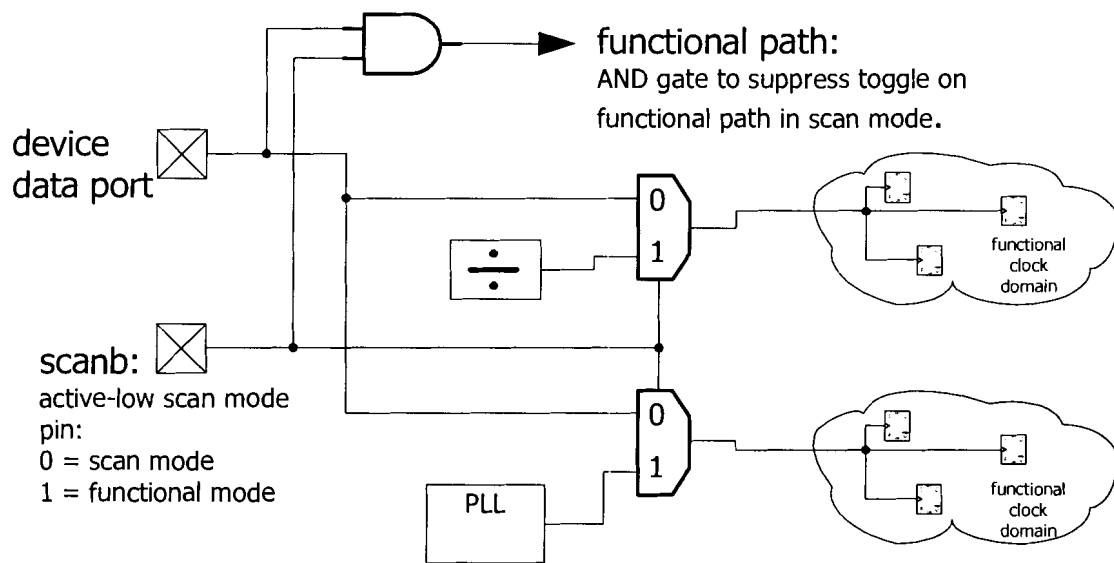 functional path:
AND gate to suppress toggle on
functional path in scan mode.
device
data port
0
1
functional
clock
domain
scanb:
active-low scan mode
pin:
0 = scan mode
1 = functional mode
0
1
PLL
functional
clock
domain